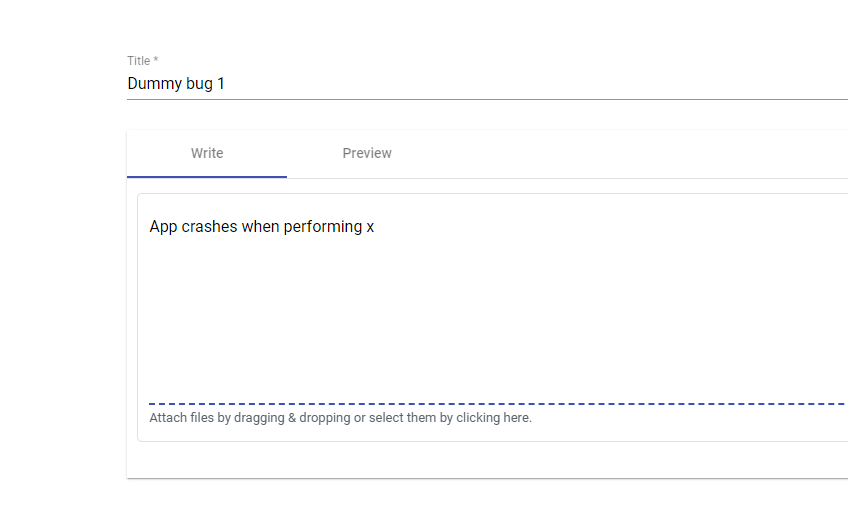 Title *
Dummy bug 1
Write Preview
App crashes when performing x
Attach files by dragging & dropping or select them by clicking here.